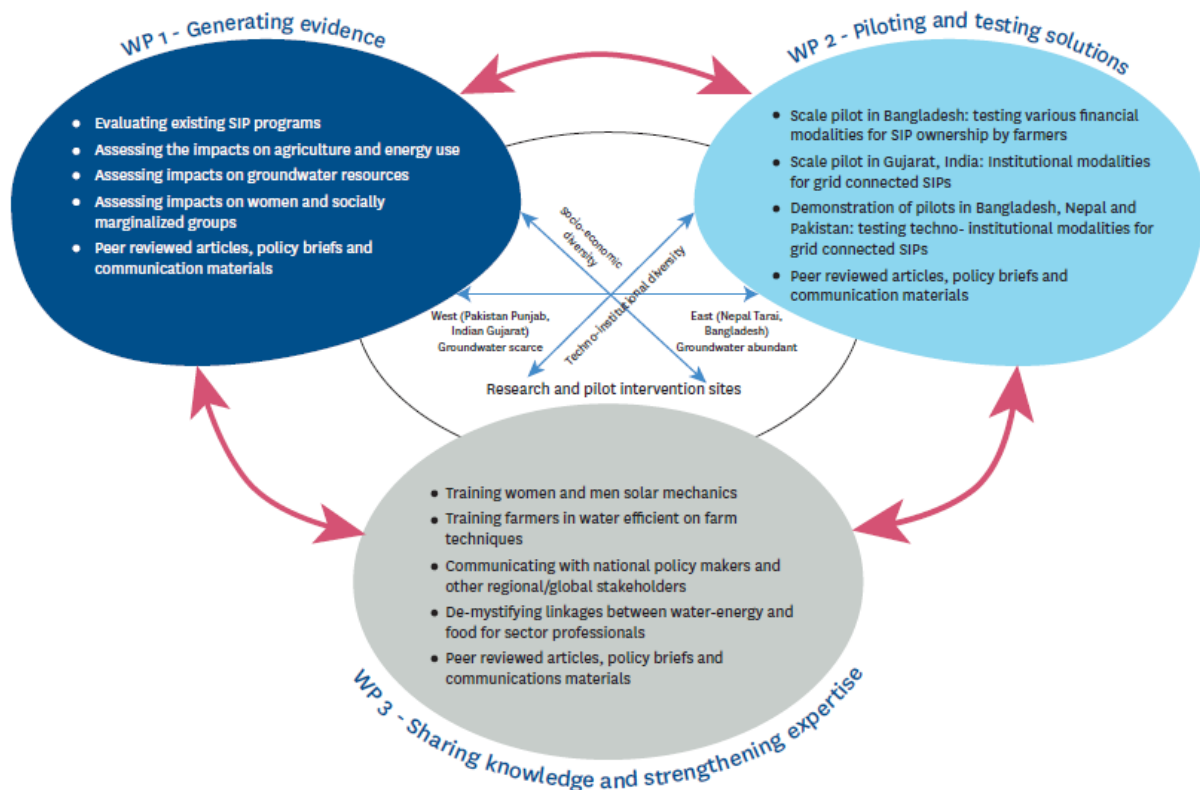 WP 1 - Generating evidence
• Evaluating existing SIP programs
• Assessing the impacts on agriculture and energy use
• Assessing impacts on groundwater resources
• Assessing impacts on women and socially
marginalized groups
• Peer reviewed articles, policy briefs and
communication materials
WP 2 - Piloting and testing solutions
• Scale pilot in Bangladesh: testing various financial
modalities for SIP ownership by farmers
• Scale pilot in Gujarat, India: Institutional modalities
for grid connected SIPs
• Demonstration of pilots in Bangladesh, Nepal and
Pakistan: testing techno- institutional modalities for
grid connected SIPs
• Peer reviewed articles, policy briefs and
communication materials
Socio-economic
diversity
Techno-institutional diversity
West (Pakistan Punjab,
Indian Gujarat)
Groundwater scarce
East (Nepal Tarai,
Bangladesh)
Groundwater abundant
Research and pilot intervention sites
• Training women and men solar mechanics
• Training farmers in water efficient on farm
techniques
• Communicating with national policy makers and
other regional/global stakeholders
• De-mystifying linkages between water-energy and
food for sector professionals
• Peer reviewed articles, policy briefs and
communications materials
WP 3 - Sharing knowledge and strengthening expertise